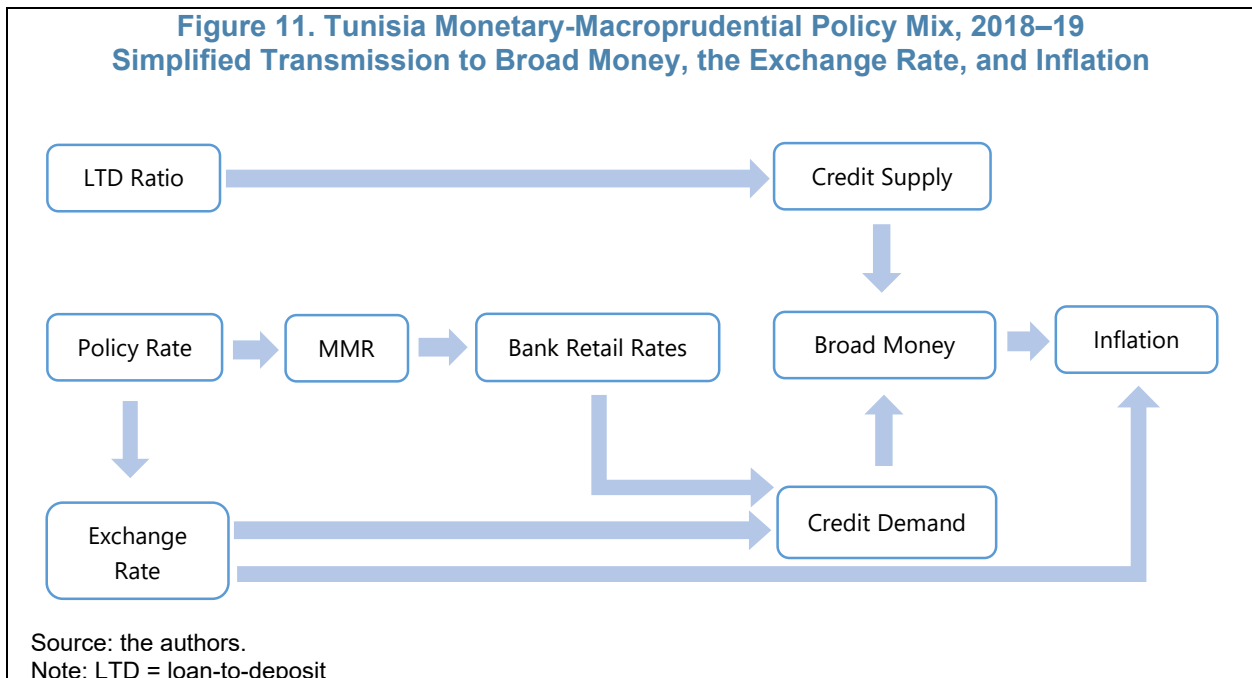 Figure 11. Tunisia Monetary-Macroprudential Policy Mix, 2018–19
Simplified Transmission to Broad Money, the Exchange Rate, and Inflation
LTD Ratio
Credit Supply
Policy Rate
MMR
Bank Retail Rates
Broad Money
Inflation
Exchange
Rate
Credit Demand
Source: the authors.
Note: LTD = loan-to-deposit